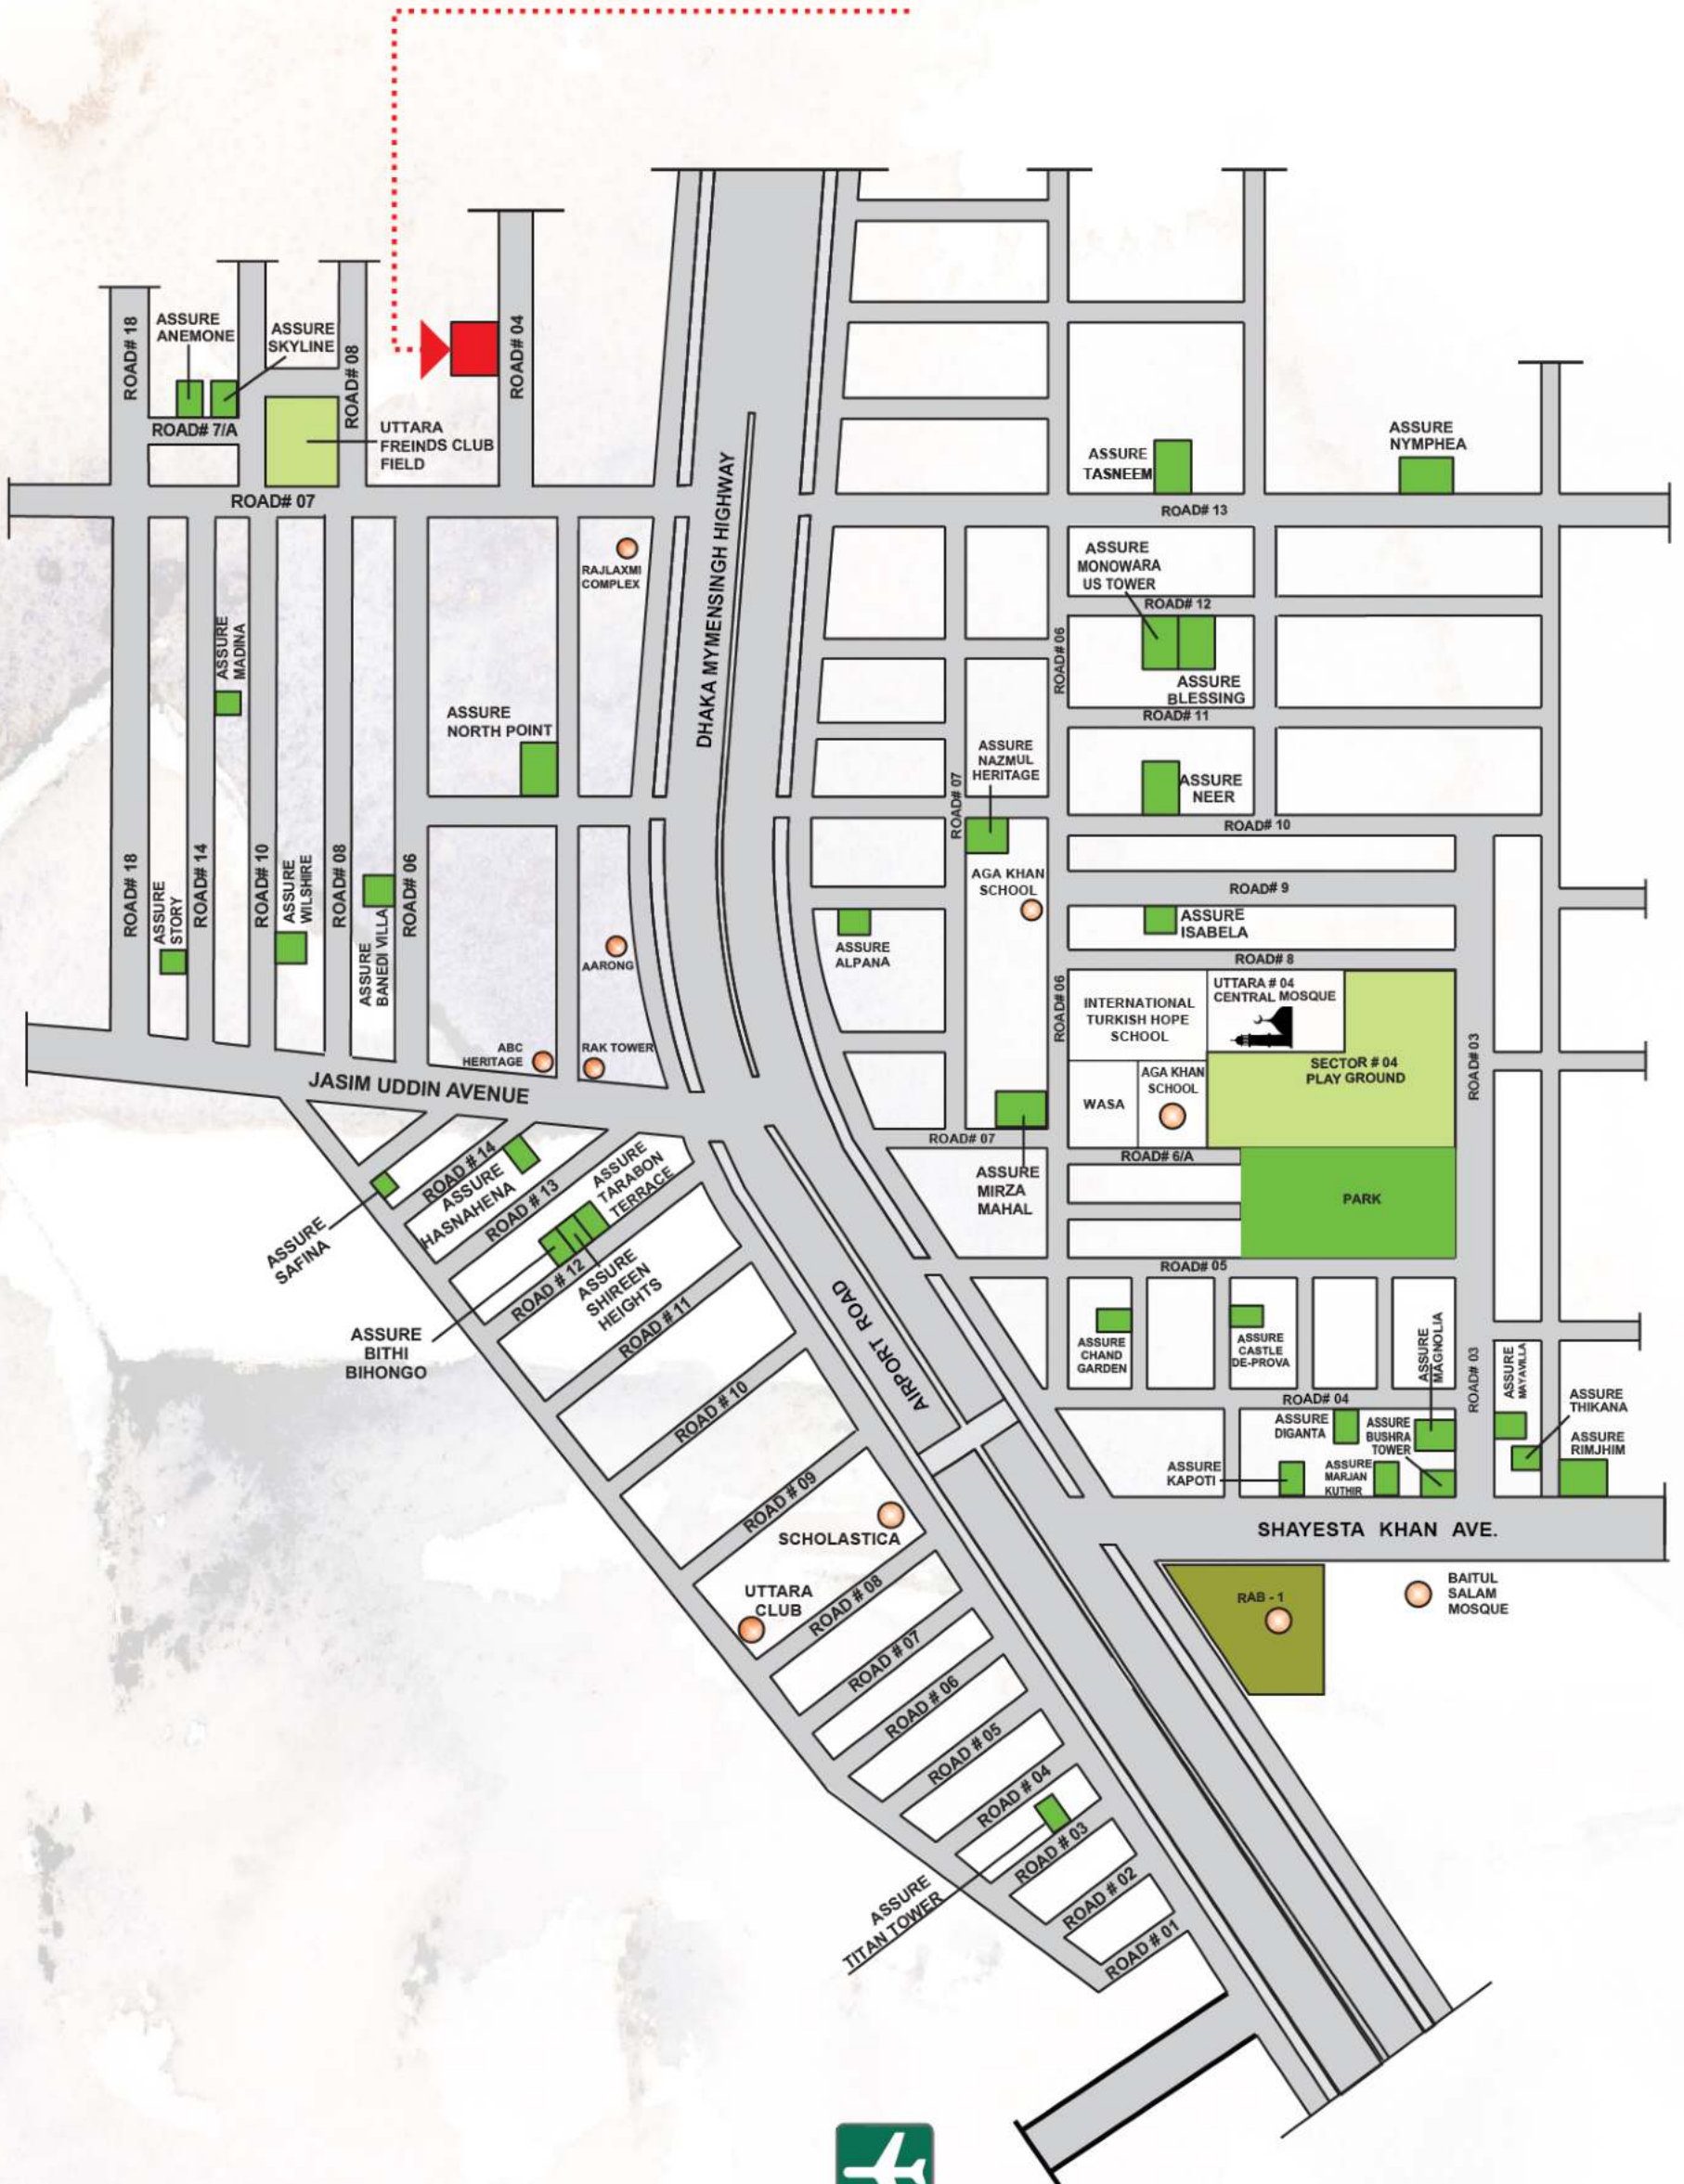 ROAD# 18
ASSURE
ANEMONE
ASSURE
SKYLINE
ROAD# 08
ROAD# 04
ROAD# 7/A
UTTARA
FREINDS CLUB
FIELD
ROAD# 07
DHAKA MYMENSINGH HIGHWAY
ASSURE
TASNEEM
ASSURE
NYMPHEA
ROAD# 13
RAJLAXMI
COMPLEX
ASSURE
MONOWARA
US TOWER
ROAD# 12
ASSURE
MADINA
ROAD# 06
ASSURE
BLESSING
ROAD# 11
ASSURE
NORTH POINT
ASSURE
NAZMUL
HERITAGE
ROAD# 07
ASSURE
NEER
ROAD# 10
ROAD# 18
ASSURE
STORY
ROAD# 14
ROAD# 10
ASSURE
WILSHIRE
ROAD# 08
ASSURE
BANEDI VILLA
ROAD# 06
AGA KHAN
SCHOOL
ROAD# 9
ASSURE
ISABELA
AARONG
ASSURE
ALPANA
ROAD# 8
ROAD# 06
INTERNATIONAL
TURKISH HOPE
SCHOOL
UTTARA # 04
CENTRAL MOSQUE
SECTOR # 04
PLAY GROUND
ROAD# 03
ABC
HERITAGE
RAK TOWER
AGA KHAN
SCHOOL
WASA
JASIM UDDIN AVENUE
ROAD# 07
ROAD# 6/A
ASSURE
MIRZA
MAHAL
PARK
ROAD # 14
ASSURE
HASNAHENA
ROAD # 13
ASSURE
TARABON
TERRACE
ASSURE
SAFINA
ROAD # 12
ASSURE
SHIREEN
HEIGHTS
ASSURE
BITHI
BIHONGO
ROAD # 11
AIRPORT ROAD
ROAD# 05
ASSURE
CHAND
GARDEN
ASSURE
CASTLE
DE-PROVA
ASSURE
MAGNOLIA
ROAD# 03
ASSURE
MAYAVILLA
ASSURE
THIKANA
ROAD# 04
ASSURE
DIGANTA
ASSURE
BUSHRA
TOWER
ASSURE
RIMJHIM
ASSURE
KAPOTI
ASSURE
MARJAN
KUTHIR
ROAD # 10
ROAD # 09
SHAYESTA KHAN AVE.
SCHOLASTICA
UTTARA
CLUB
ROAD # 08
RAB - 1
BAITUL
SALAM
MOSQUE
ROAD # 07
ROAD # 06
ROAD # 05
ROAD # 04
ROAD # 03
ASSURE
TITAN TOWER
ROAD # 02
ROAD # 01